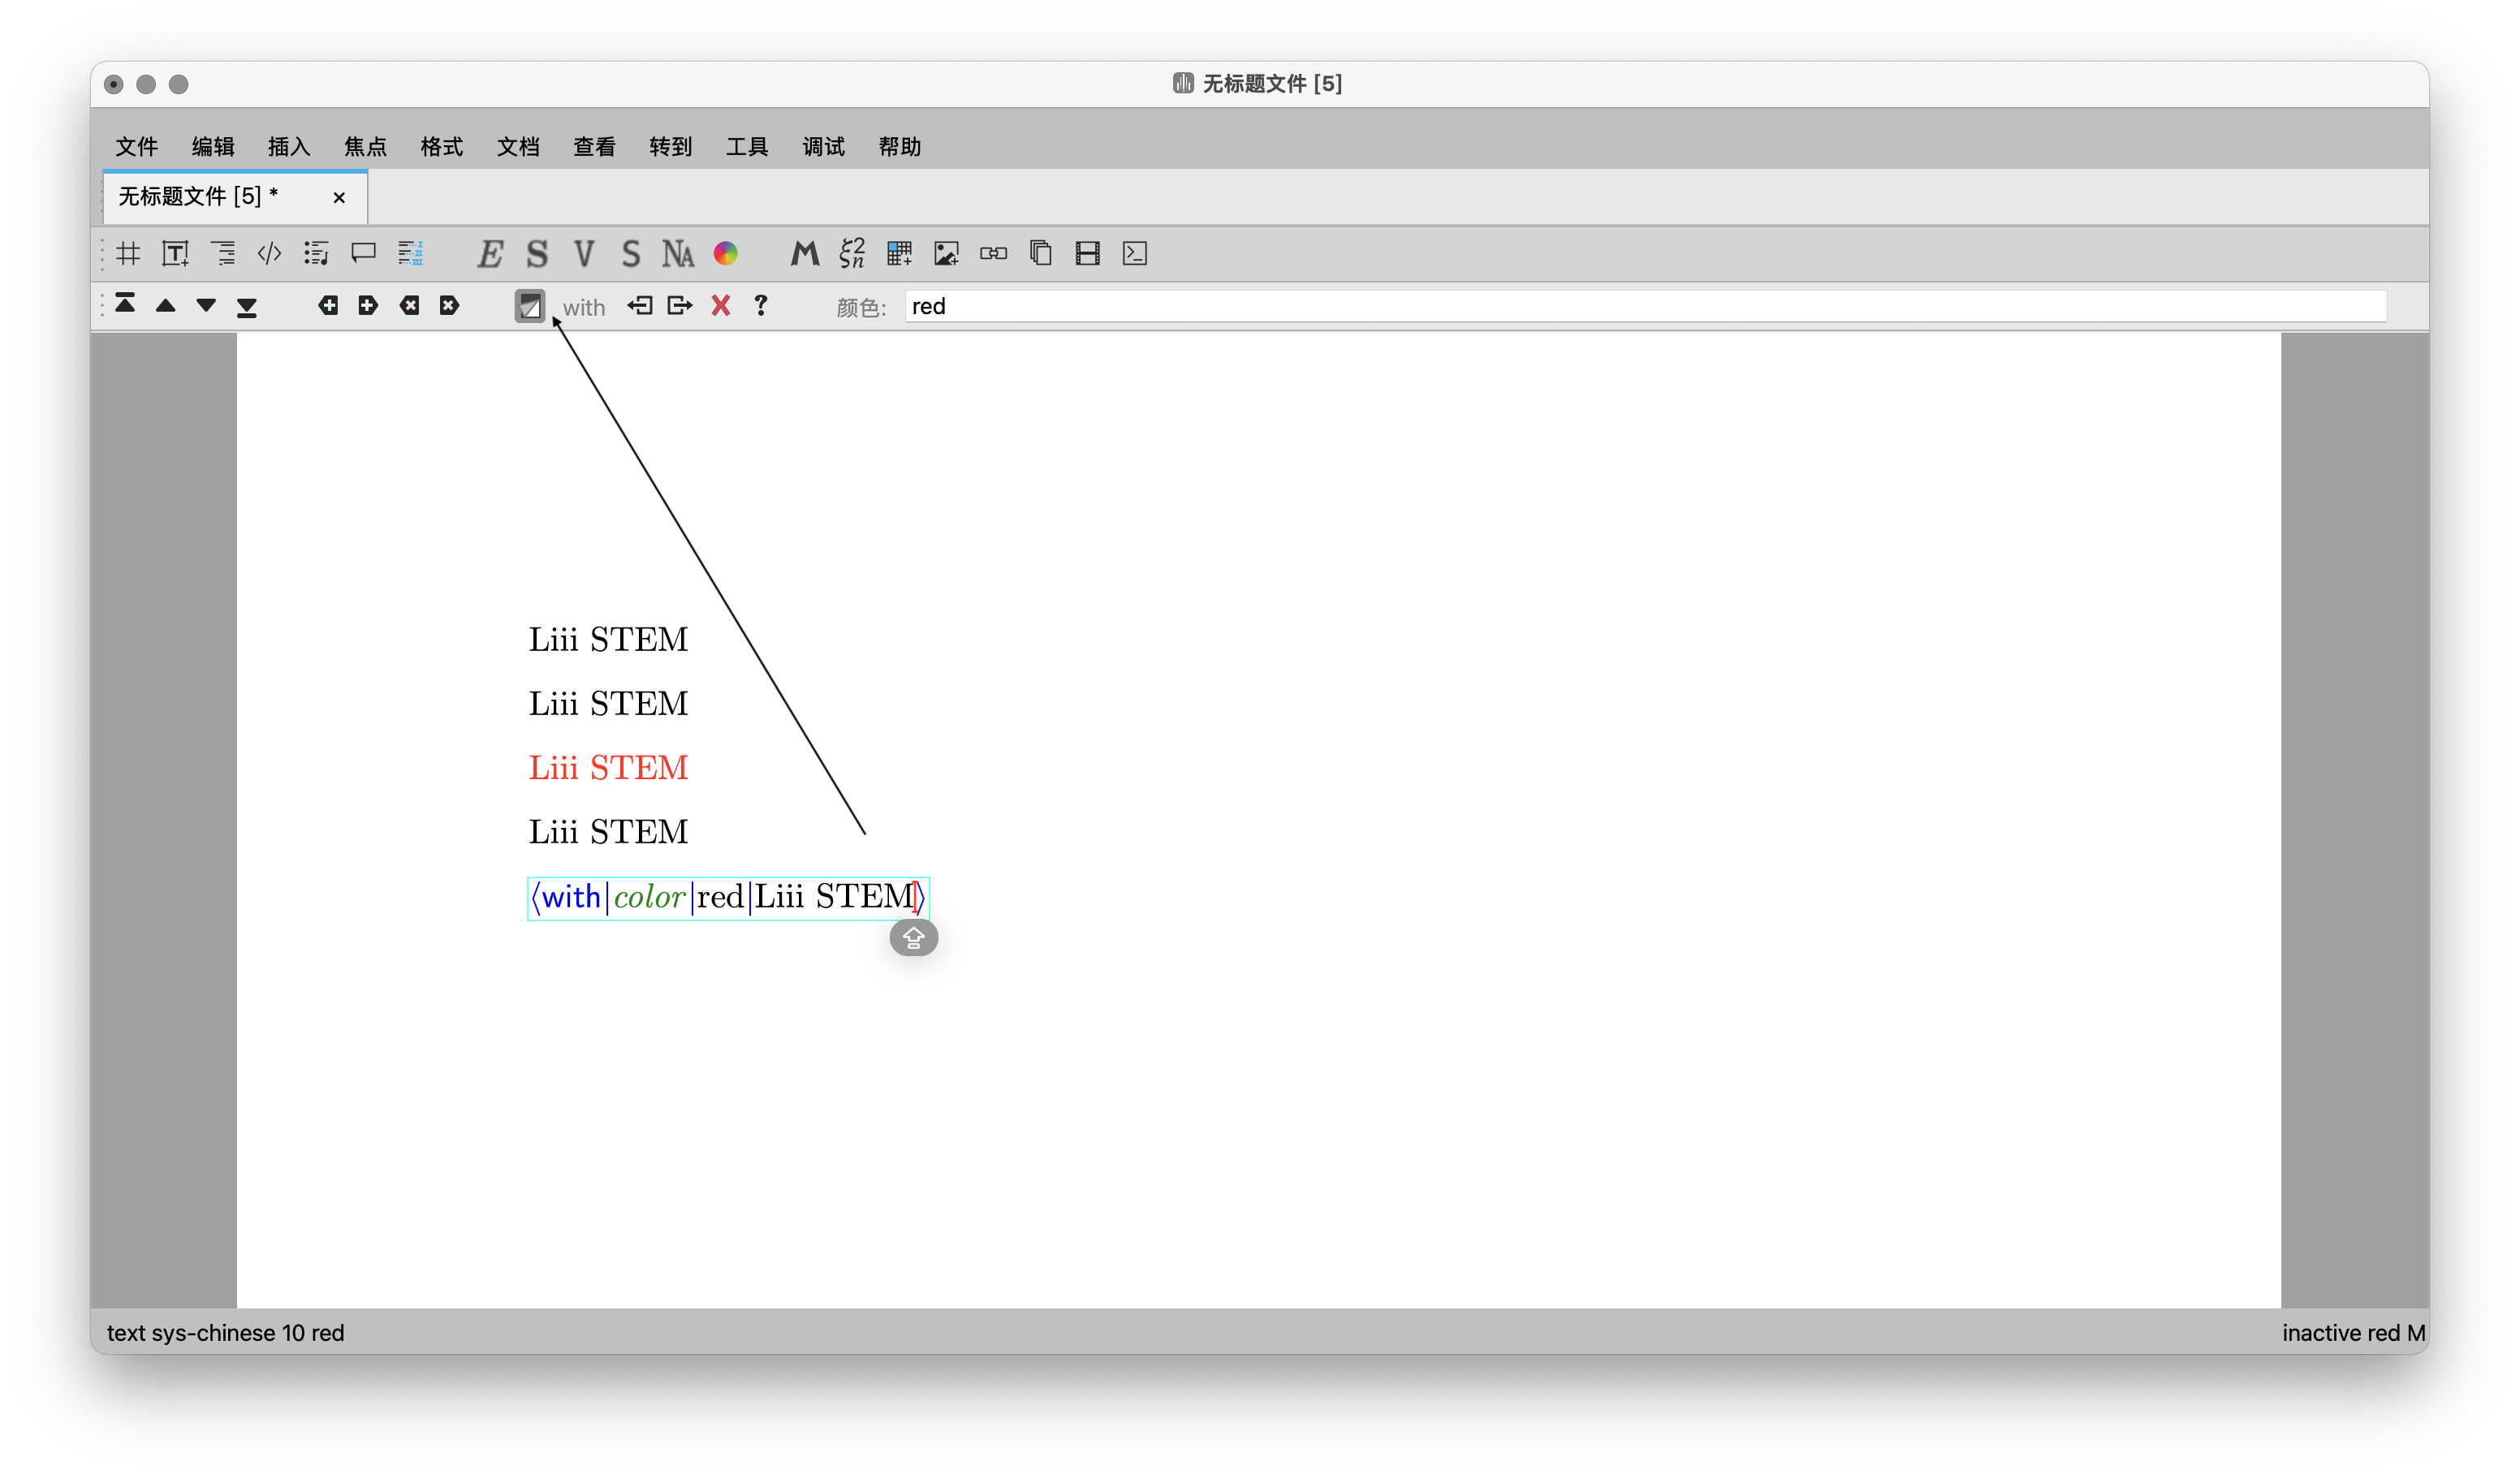 无标题文件 [5]
文件 编辑 插入 焦点 格式 文档 查看 转到 工具 调试 帮助
无标题文件 [5] *
with 颜色: red
Liii STEM
Liii STEM
Liii STEM
Liii STEM
⟨with|color|red|Liii STEM⟩
text sys-chinese 10 red
inactive red M